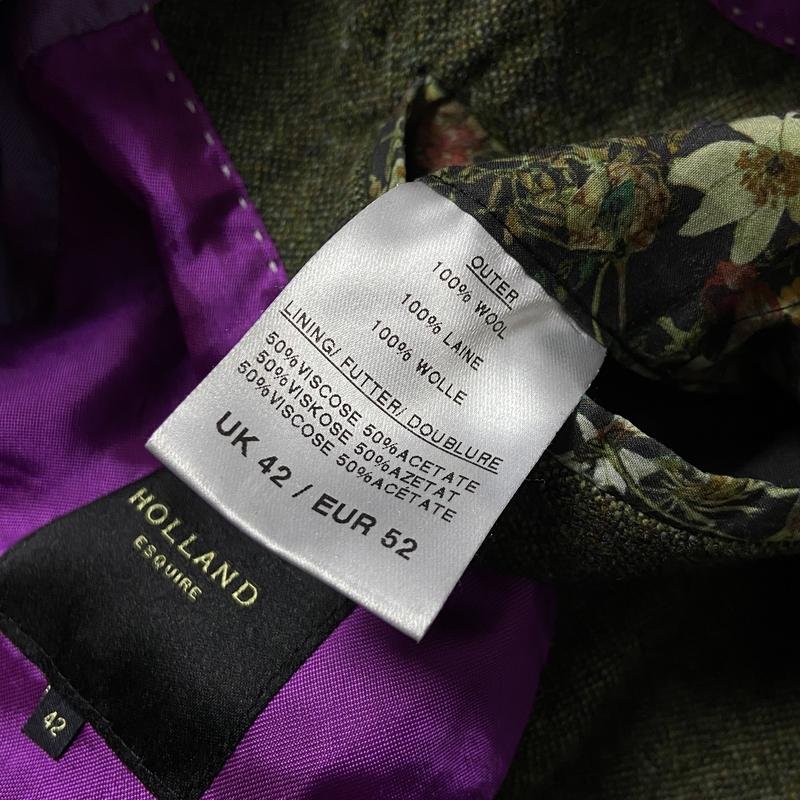 OUTER
100% WOOL
100% LAINE
100% WOLLE
LINING/ FUTTER/ DOUBLURE
50%VISCOSE 50%ACETATE
50%VISKOSE 50%AZETAT
50%VISCOSE 50%ACÉTATE
UK 42 / EUR 52
HOLLAND
ESQUIRE
42